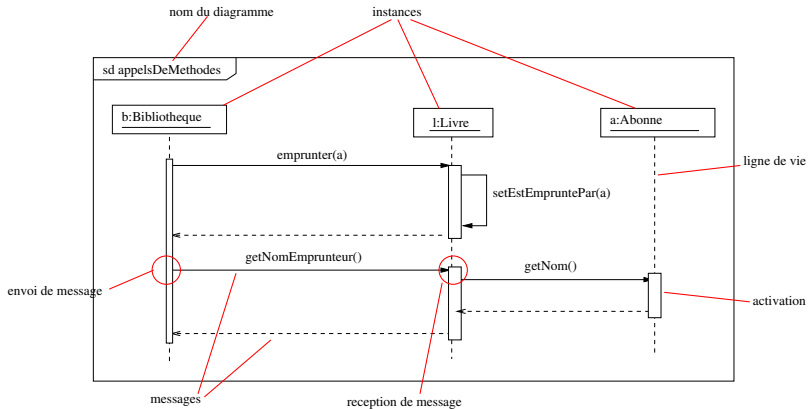 nom du diagramme
instances
sd appelsDeMethodes
b:Bibliotheque
l:Livre
a:Abonne
emprunter(a)
ligne de vie
setEstEmpruntePar(a)
getNomEmprunteur()
getNom()
envoi de message
activation
messages
reception de message